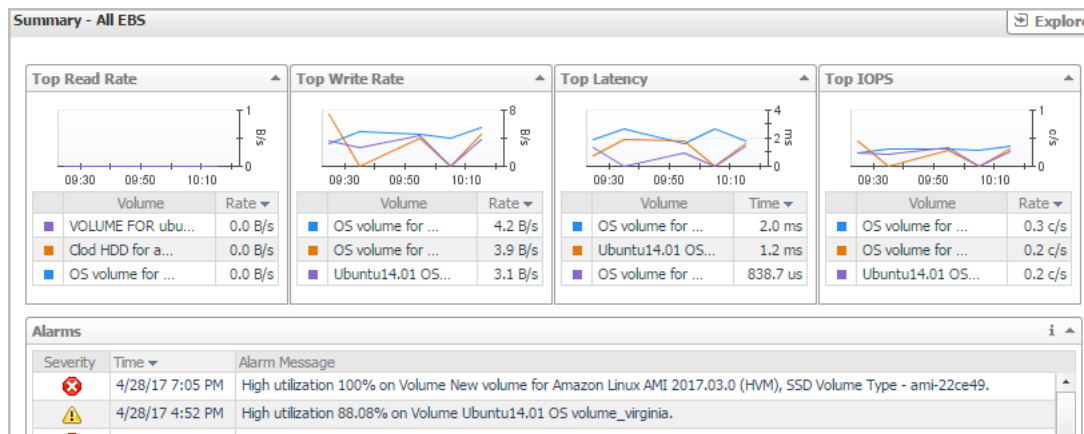 Summary - All EBS
Explore
Top Read Rate
1
B/s
0
09:30 09:50 10:10
Volume Rate
VOLUME FOR ubu... 0.0 B/s
Clod HDD for a... 0.0 B/s
OS volume for ... 0.0 B/s
Top Write Rate
8
B/s
0
09:30 09:50 10:10
Volume Rate
OS volume for ... 4.2 B/s
OS volume for ... 3.9 B/s
Ubuntu14.01 OS... 3.1 B/s
Top Latency
4
2
ms
0
09:30 09:50 10:10
Volume Time
OS volume for ... 2.0 ms
Ubuntu14.01 OS... 1.2 ms
OS volume for ... 838.7 us
Top IOPS
1
c/s
0
09:30 09:50 10:10
Volume Rate
OS volume for ... 0.3 c/s
OS volume for ... 0.2 c/s
Ubuntu14.01 OS... 0.2 c/s
Alarms
i
Severity Time Alarm Message
4/28/17 7:05 PM High utilization 100% on Volume New volume for Amazon Linux AMI 2017.03.0 (HVM), SSD Volume Type - ami-22ce49.
4/28/17 4:52 PM High utilization 88.08% on Volume Ubuntu14.01 OS volume_virginia.